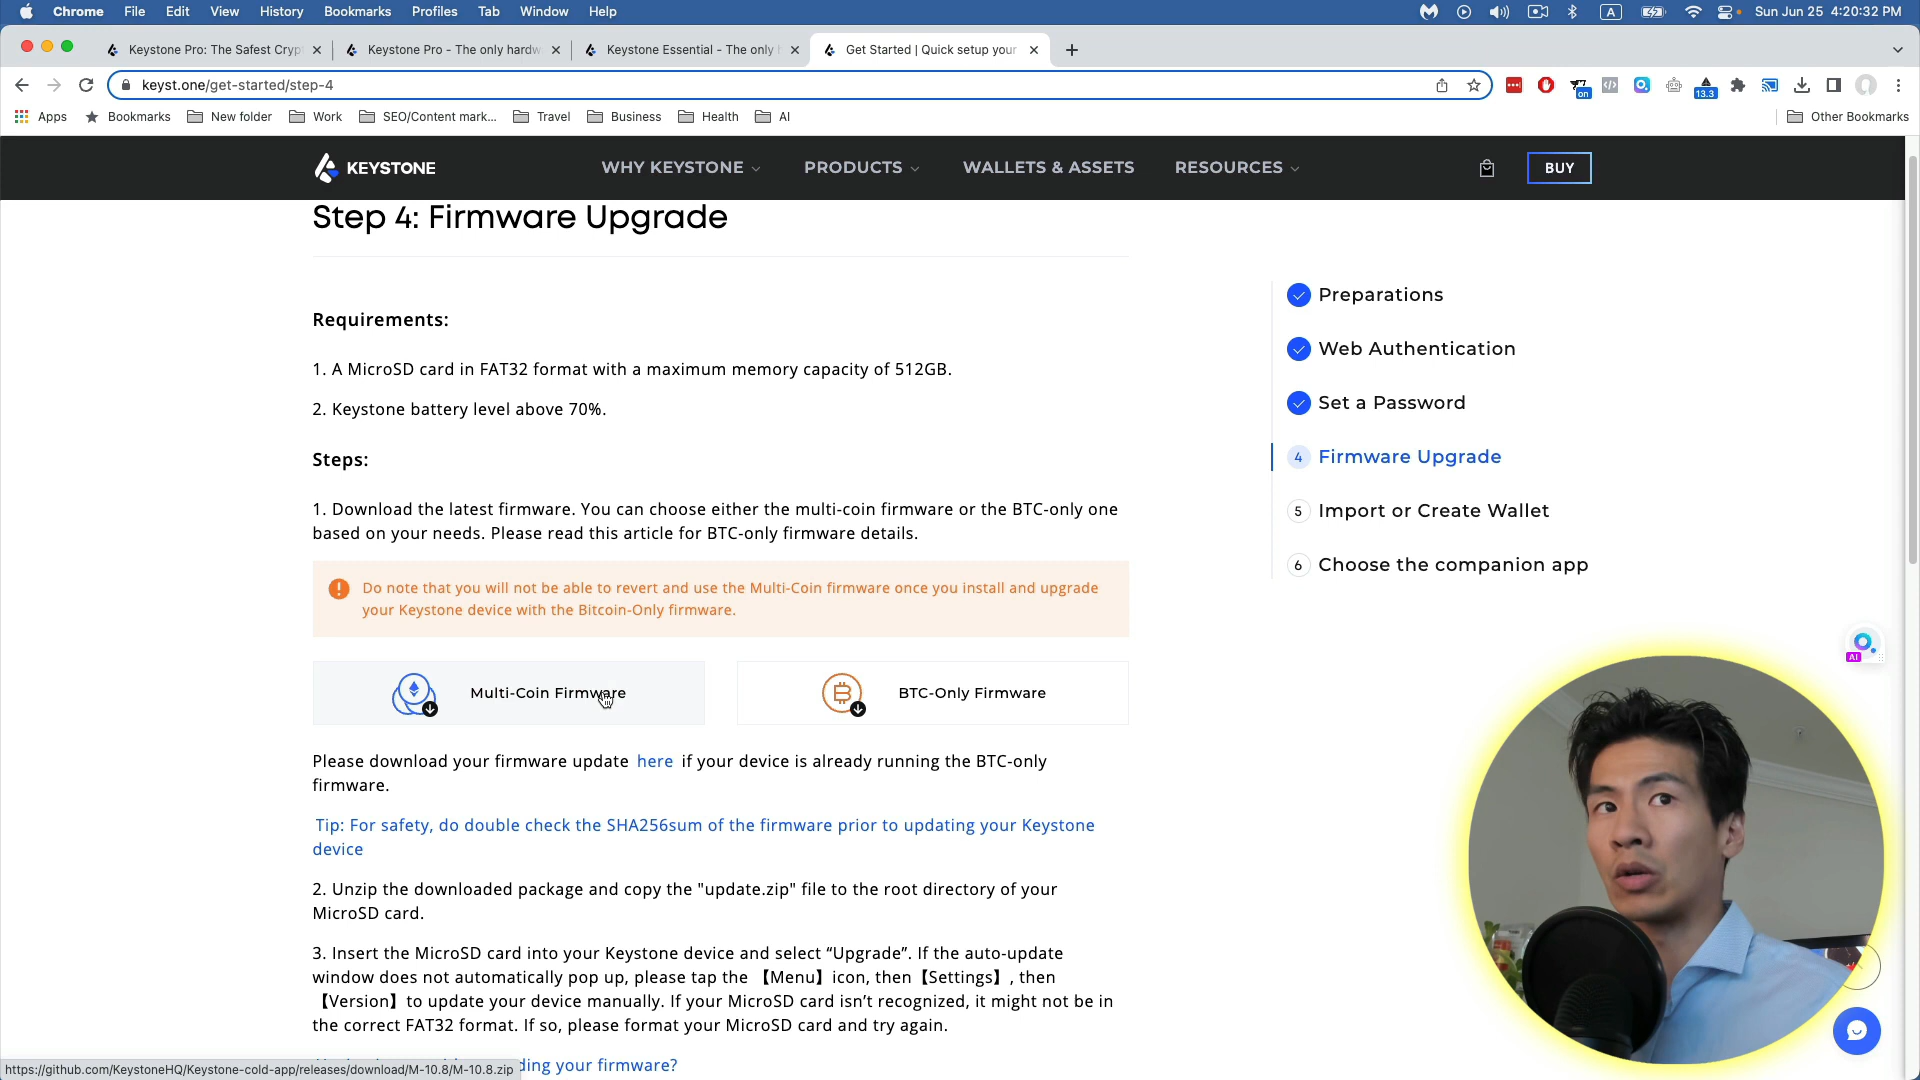 Chrome File Edit View History Bookmarks Profiles Tab Window Help
A
Sun Jun 25 4:20:32 PM
Keystone Pro: The Safest Cryp
Keystone Pro - The only hardw
Keystone Essential - The only h
Get Started | Quick setup your
keyst.one/get-started/step-4
on
13.3
Apps
Bookmarks
New folder
Work
SEO/Content mark...
Travel
Business
Health
AI
Other Bookmarks
KEYSTONE
WHY KEYSTONE
PRODUCTS
WALLETS & ASSETS
RESOURCES
BUY
Step 4: Firmware Upgrade
Requirements:
1. A MicroSD card in FAT32 format with a maximum memory capacity of 512GB.
2. Keystone battery level above 70%.
Steps:
1. Download the latest firmware. You can choose either the multi-coin firmware or the BTC-only one
based on your needs. Please read this article for BTC-only firmware details.
Do note that you will not be able to revert and use the Multi-Coin firmware once you install and upgrade
your Keystone device with the Bitcoin-Only firmware.
Multi-Coin Firmware
BTC-Only Firmware
Please download your firmware update here if your device is already running the BTC-only
firmware.
Tip: For safety, do double check the SHA256sum of the firmware prior to updating your Keystone
device
2. Unzip the downloaded package and copy the "update.zip" file to the root directory of your
MicroSD card.
3. Insert the MicroSD card into your Keystone device and select “Upgrade”. If the auto-update
window does not automatically pop up, please tap the 【Menu】icon, then【Settings】, then
【Version】to update your device manually. If your MicroSD card isn’t recognized, it might not be in
the correct FAT32 format. If so, please format your MicroSD card and try again.
ding your firmware?
https://github.com/KeystoneHQ/Keystone-cold-app/releases/download/M-10.8/M-10.8.zip
Preparations
Web Authentication
Set a Password
4 Firmware Upgrade
5 Import or Create Wallet
6 Choose the companion app
AI